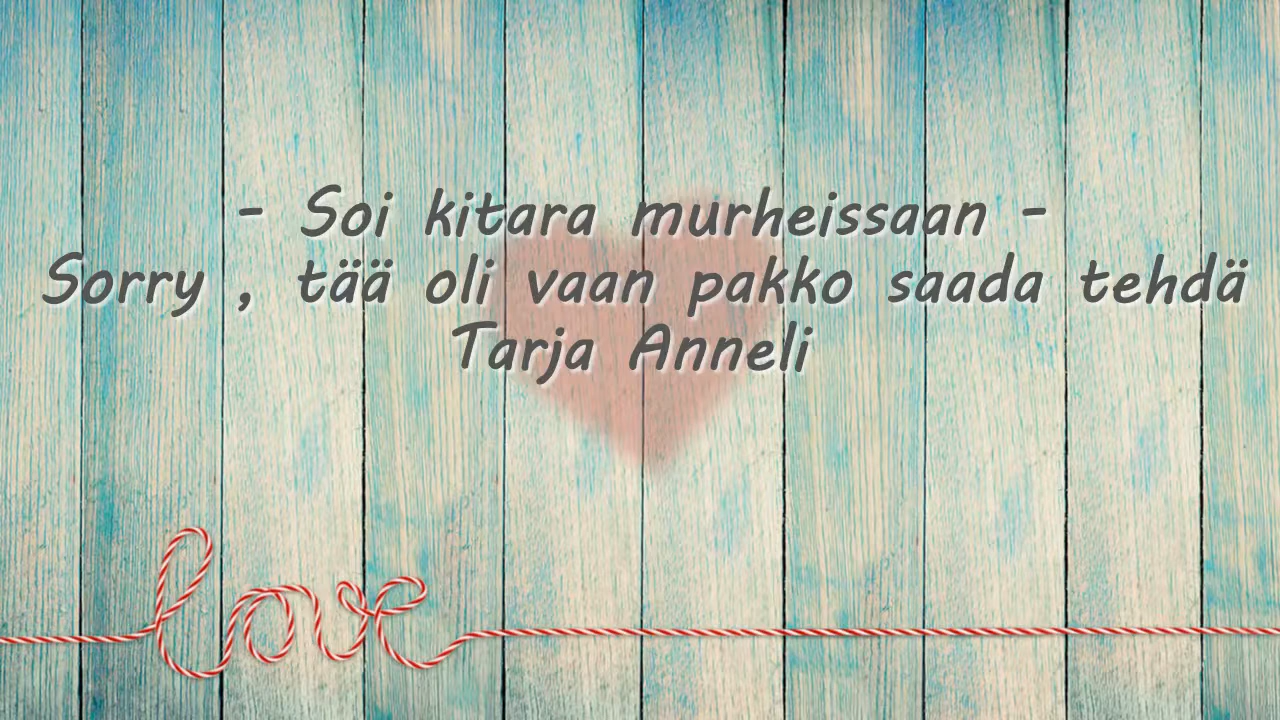 - Soi kitara murheissaan -
Sorry , tää oli vaan pakko saada tehdä
Tarja Anneli
love